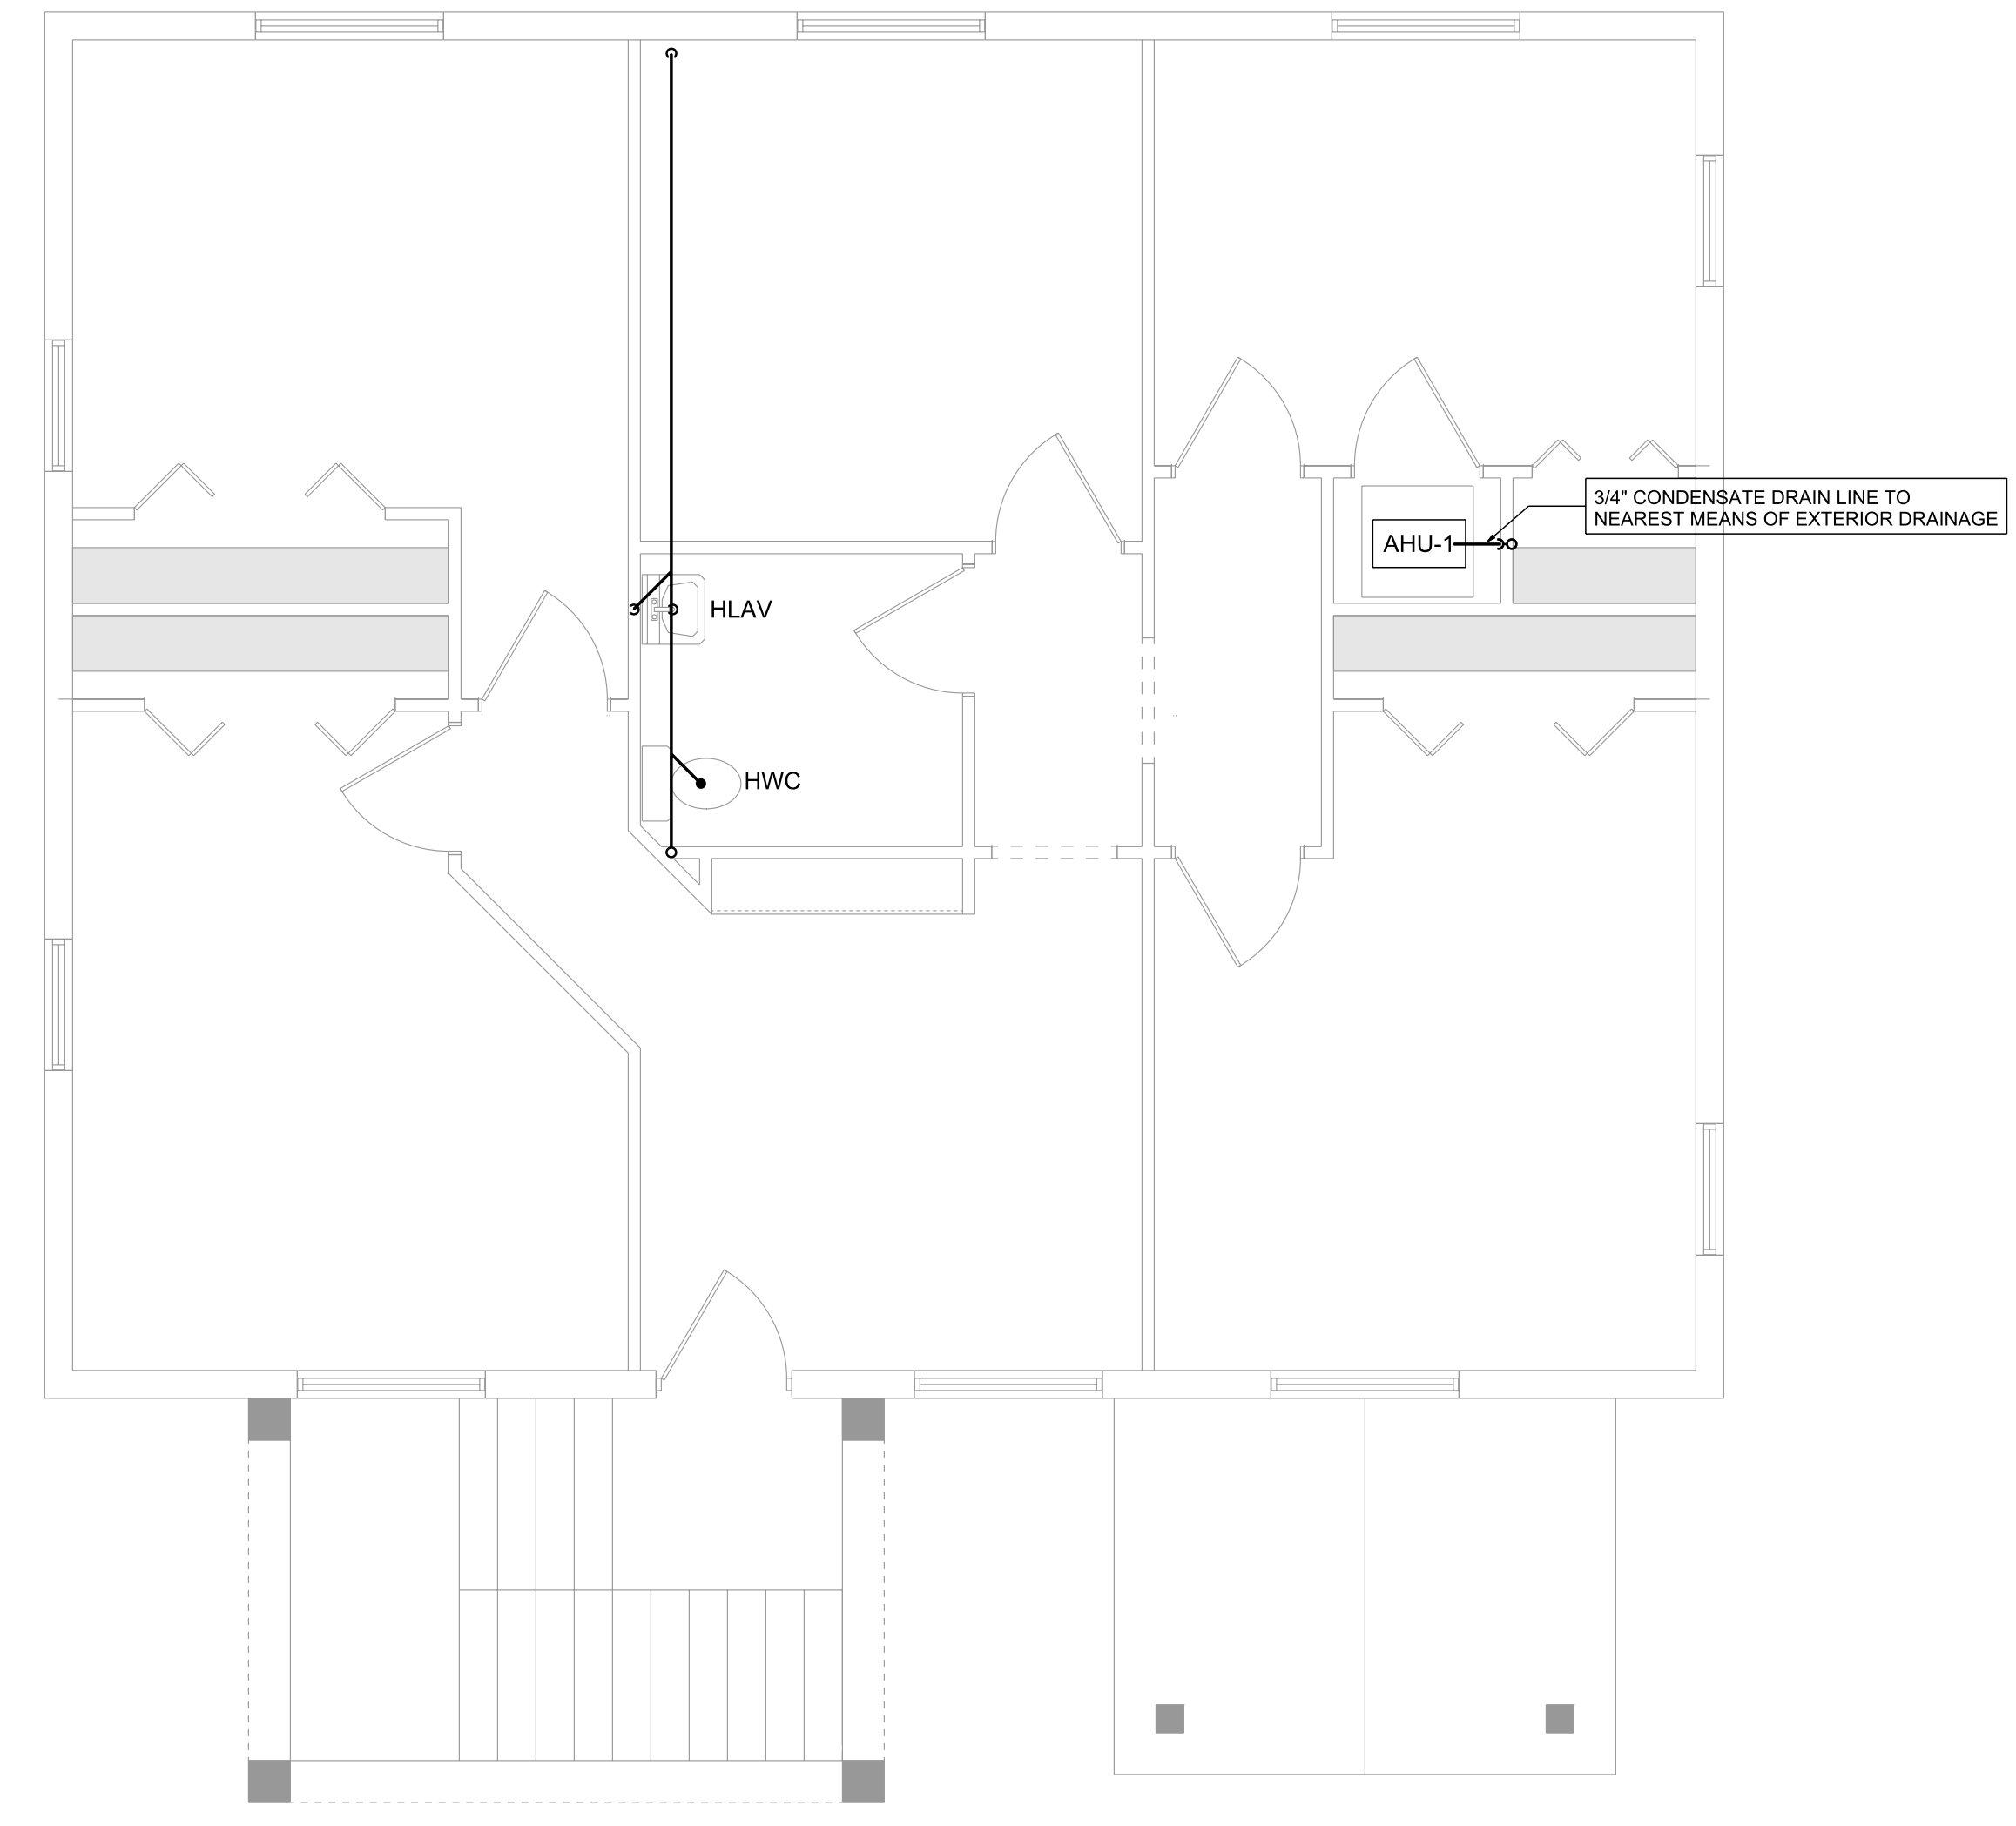 3/4" CONDENSATE DRAIN LINE TO
NEAREST MEANS OF EXTERIOR DRAINAGE
AHU-1
HLAV
HWC